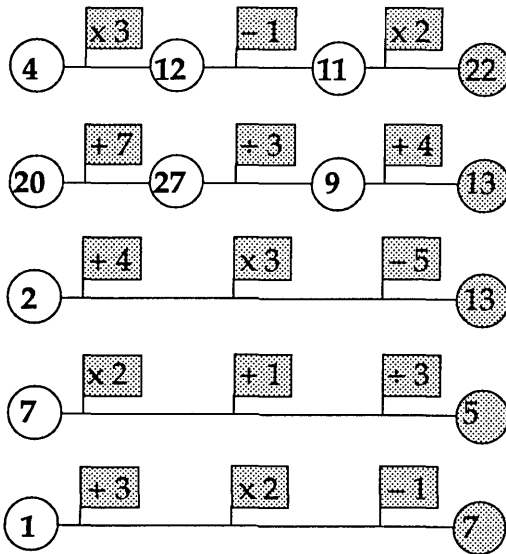 x 3 − 1 x 2
4 12 11 22
+ 7 ÷ 3 + 4
20 27 9 13
+ 4 x 3 − 5
2 13
x 2 + 1 ÷ 3
7 5
+ 3 x 2 − 1
1 7